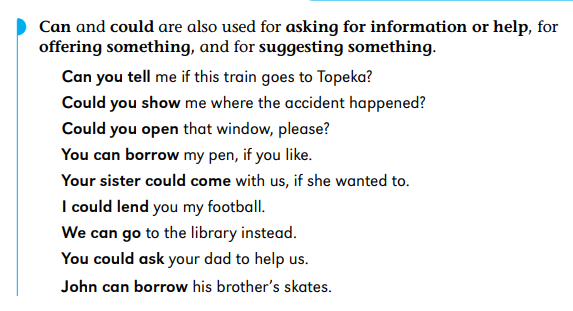 Can and could are also used for asking for information or help, for
offering something, and for suggesting something.
Can you tell me if this train goes to Topeka?
Could you show me where the accident happened?
Could you open that window, please?
You can borrow my pen, if you like.
Your sister could come with us, if she wanted to.
I could lend you my football.
We can go to the library instead.
You could ask your dad to help us.
John can borrow his brother's skates.